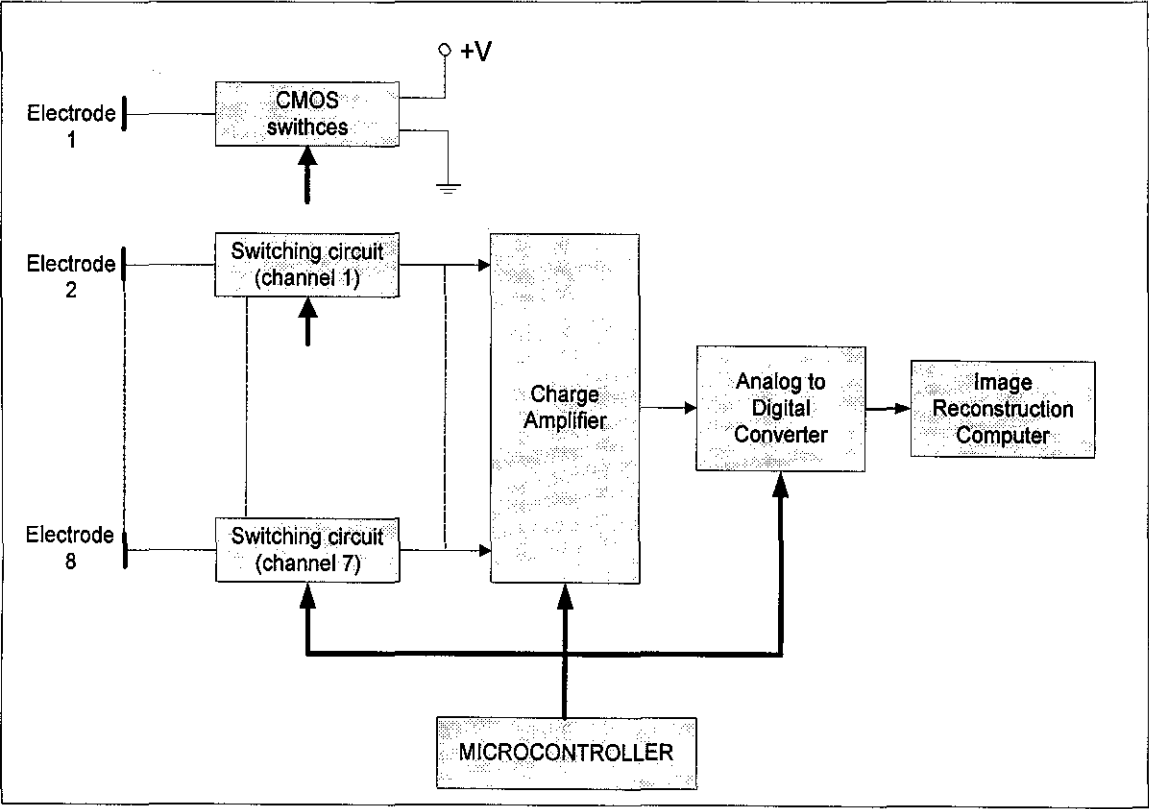 +V
Electrode
1
CMOS
swithces
Electrode
2
Switching circuit
(channel 1)
Charge
Amplifier
Analog to
Digital
Converter
Image
Reconstruction
Computer
Electrode
8
Switching circuit
(channel 7)
MICROCONTROLLER